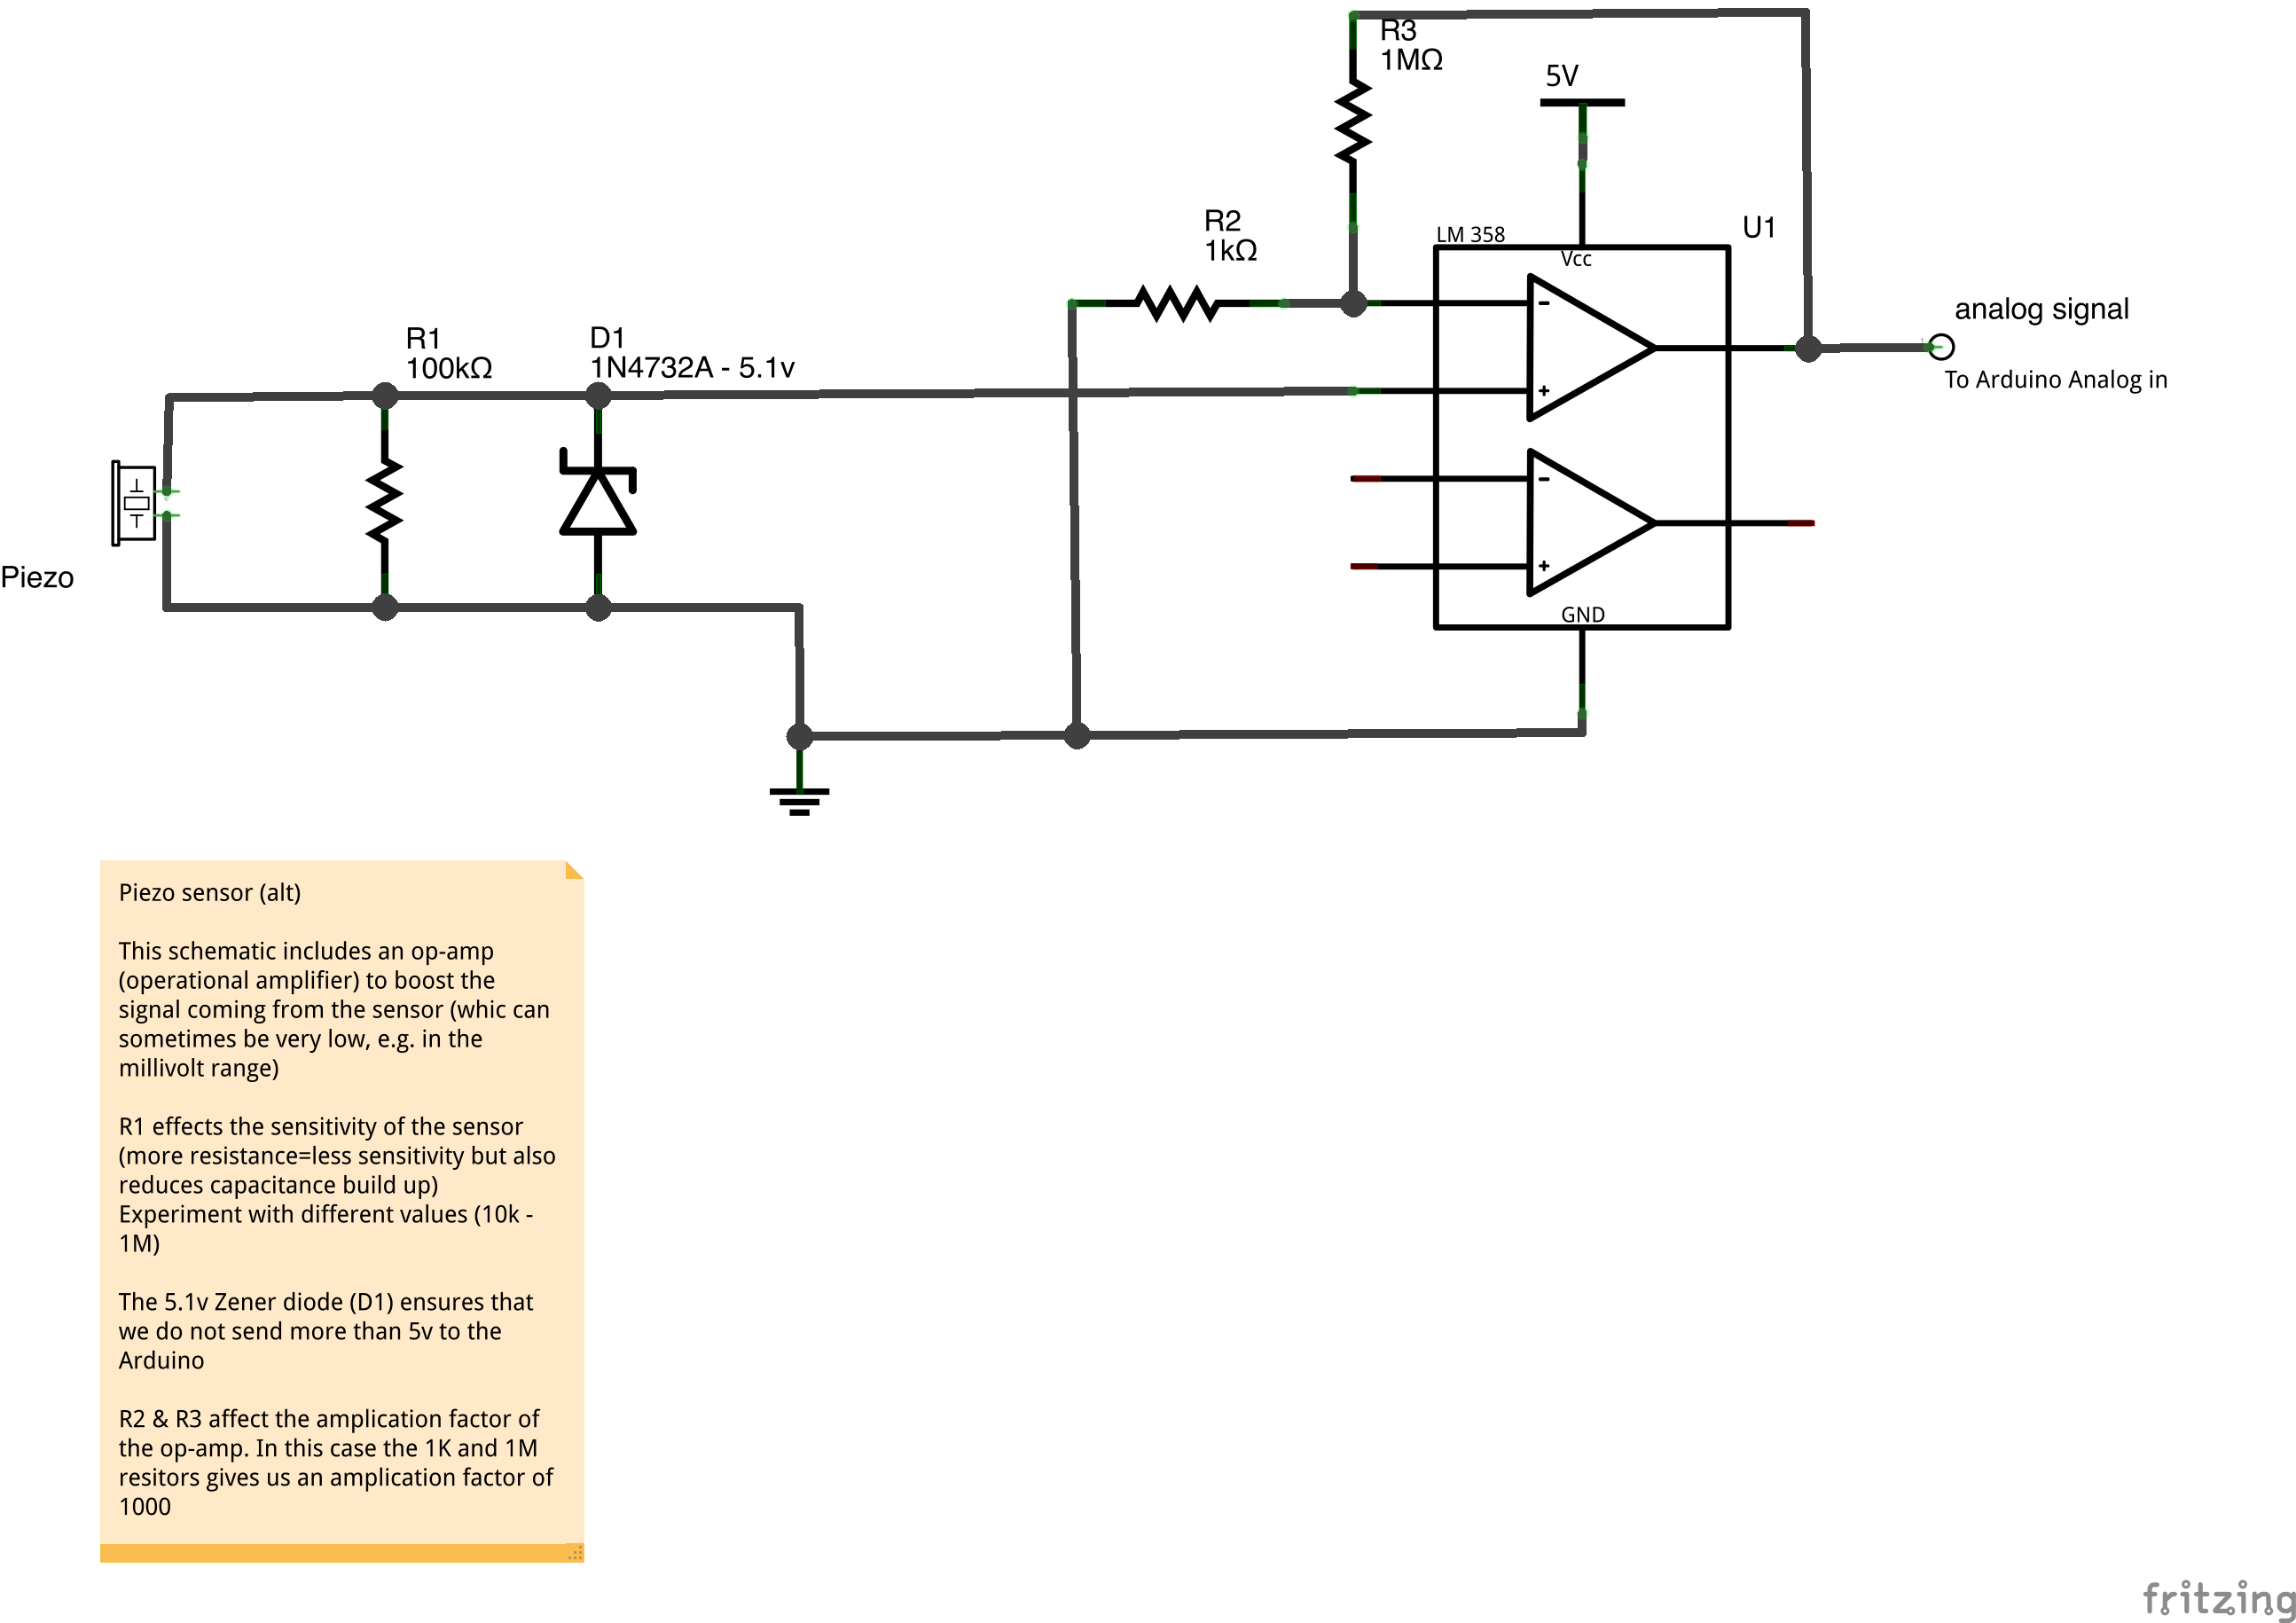 R3
1MΩ
5V
R2
1kΩ
LM 358
U1
Vcc
−
+
analog signal
To Arduino Analog in
R1
100kΩ
D1
1N4732A - 5.1v
−
+
GND
Piezo
Piezo sensor (alt)
This schematic includes an op-amp
(operational amplifier) to boost the
signal coming from the sensor (whic can
sometimes be very low, e.g. in the
millivolt range)
R1 effects the sensitivity of the sensor
(more resistance=less sensitivity but also
reduces capacitance build up)
Experiment with different values (10k -
1M)
The 5.1v Zener diode (D1) ensures that
we do not send more than 5v to the
Arduino
R2 & R3 affect the amplication factor of
the op-amp. In this case the 1K and 1M
resitors gives us an amplication factor of
1000
fritzing